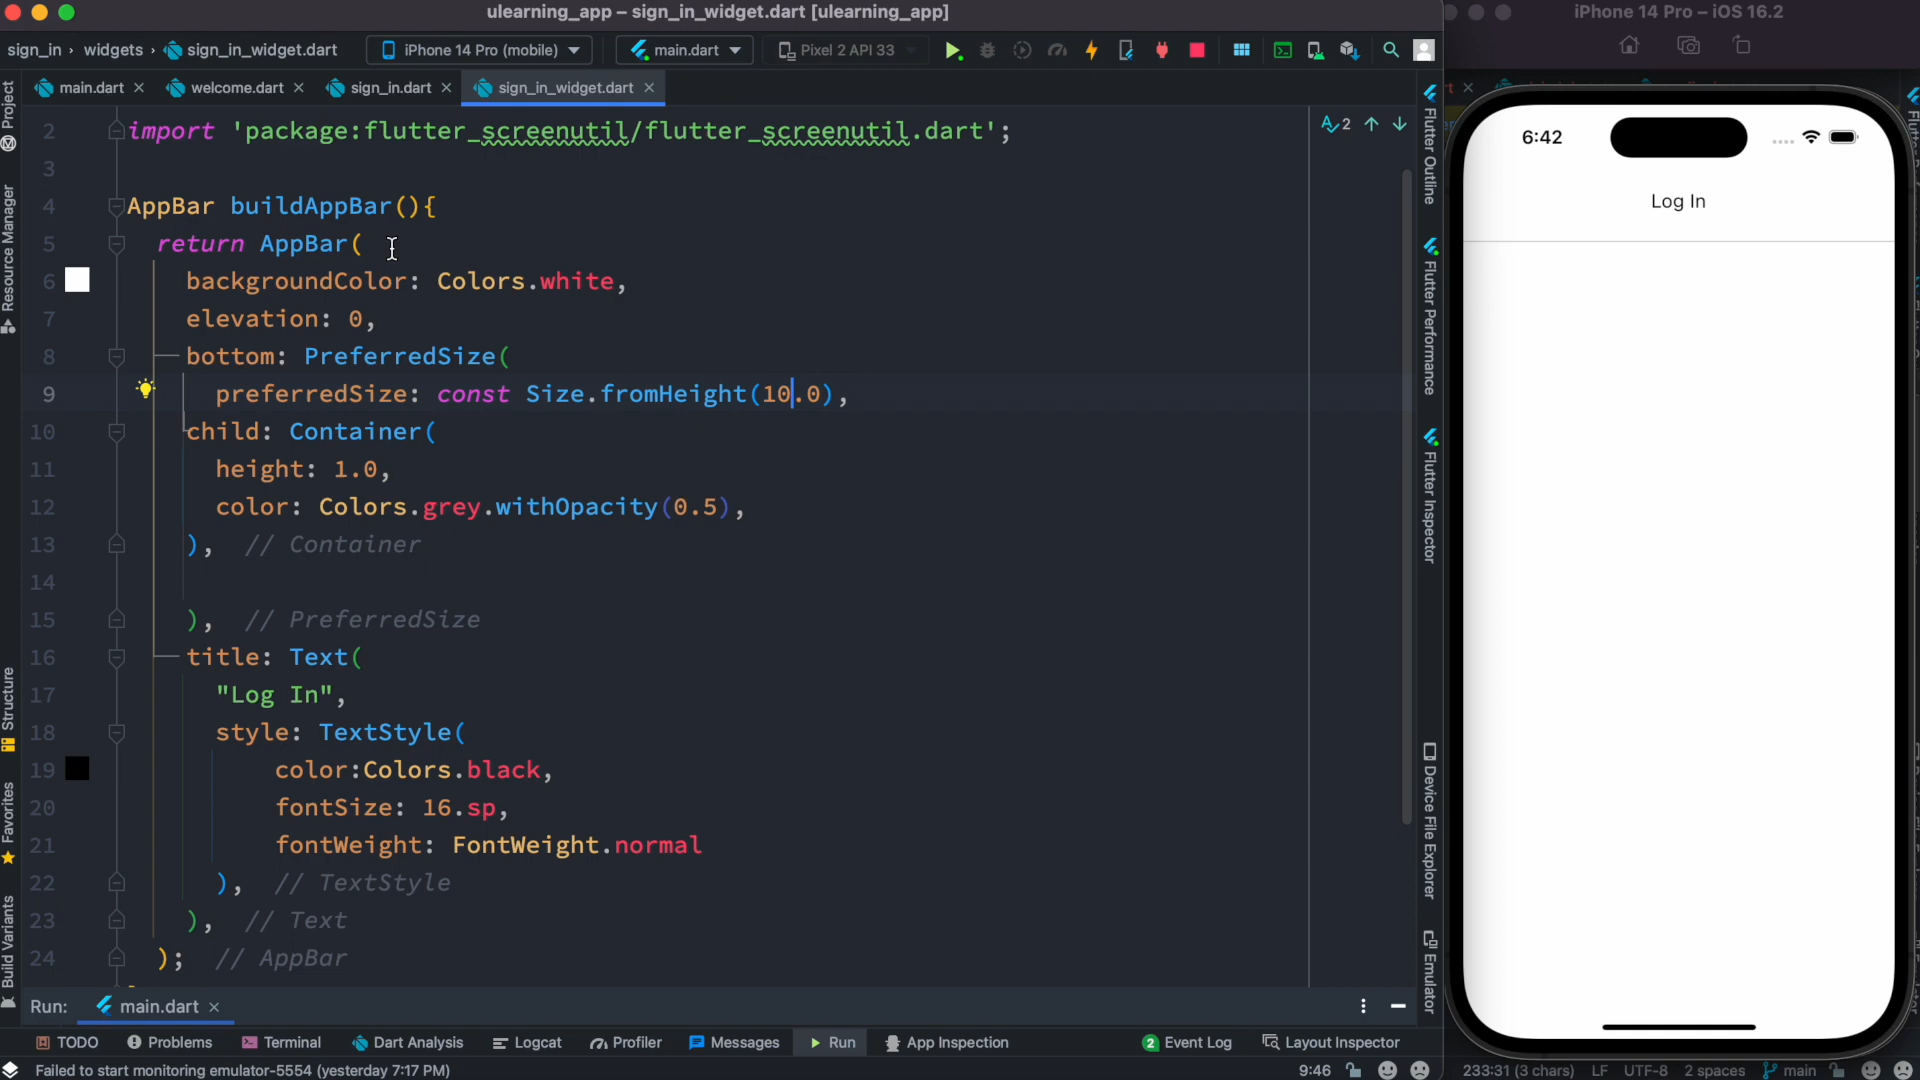 ulearning_app – sign_in_widget.dart [ulearning_app]
sign_in › widgets › sign_in_widget.dart
iPhone 14 Pro (mobile)
main.dart
Pixel 2 API 33
main.dart
welcome.dart
sign_in.dart
sign_in_widget.dart
2 import 'package:flutter_screenutil/flutter_screenutil.dart';
3
4 AppBar buildAppBar(){
5 return AppBar(
6 backgroundColor: Colors.white,
7 elevation: 0,
8 bottom: PreferredSize(
9 preferredSize: const Size.fromHeight(10.0),
10 child: Container(
11 height: 1.0,
12 color: Colors.grey.withOpacity(0.5),
13 ), // Container
14
15 ), // PreferredSize
16 title: Text(
17 "Log In",
18 style: TextStyle(
19 color:Colors.black,
20 fontSize: 16.sp,
21 fontWeight: FontWeight.normal
22 ), // TextStyle
23 ), // Text
24 ); // AppBar
2
Project
Resource Manager
Structure
Favorites
Build Variants
Flutter Outline
Flutter Performance
Flutter Inspector
Device File Explorer
Emulator
Run: main.dart
TODO
Problems
Terminal
Dart Analysis
Logcat
Profiler
Messages
Run
App Inspection
2 Event Log
Layout Inspector
Failed to start monitoring emulator-5554 (yesterday 7:17 PM)
9:46
233:31 (3 chars) LF UTF-8 2 spaces main
iPhone 14 Pro – iOS 16.2
6:42
Log In